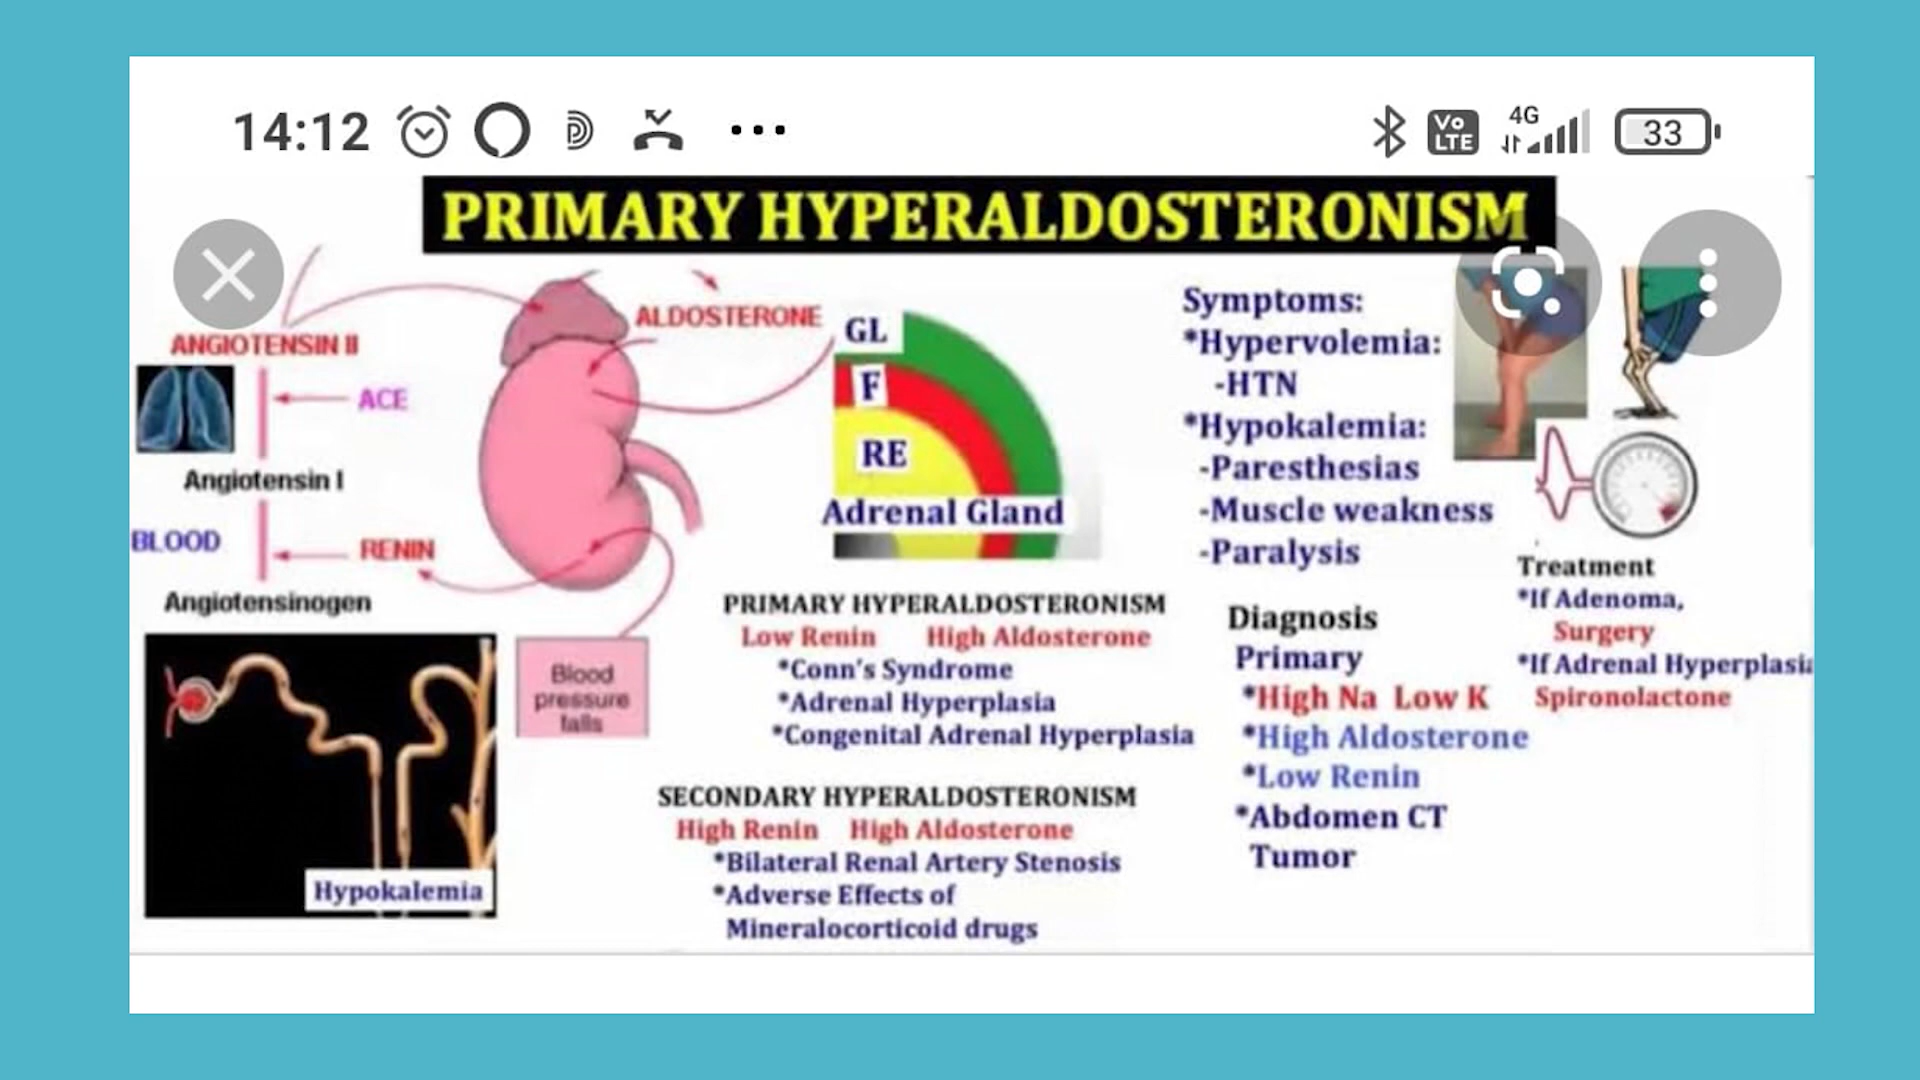 14:12
Vo
LTE
4G
33
PRIMARY HYPERALDOSTERONISM
ANGIOTENSIN II
ACE
Angiotensin I
BLOOD
RENIN
Angiotensinogen
Hypokalemia
Blood
pressure
falls
ALDOSTERONE
GL
F
RE
Adrenal Gland
PRIMARY HYPERALDOSTERONISM
Low Renin High Aldosterone
*Conn's Syndrome
*Adrenal Hyperplasia
*Congenital Adrenal Hyperplasia
SECONDARY HYPERALDOSTERONISM
High Renin High Aldosterone
*Bilateral Renal Artery Stenosis
*Adverse Effects of
Mineralocorticoid drugs
Symptoms:
*Hypervolemia:
-HTN
*Hypokalemia:
-Paresthesias
-Muscle weakness
-Paralysis
Diagnosis
Primary
*High Na Low K
*High Aldosterone
*Low Renin
*Abdomen CT
Tumor
Treatment
*If Adenoma,
Surgery
*If Adrenal Hyperplasia
Spironolactone